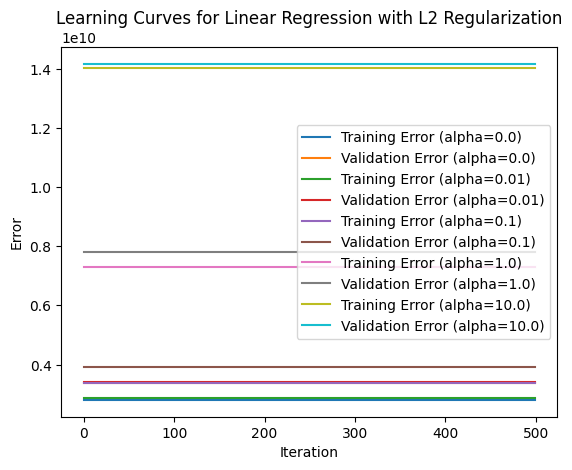 Learning Curves for Linear Regression with L2 Regularization
1e10
1.4
1.2
1.0
0.8
0.6
0.4
Error
Training Error (alpha=0.0)
Validation Error (alpha=0.0)
Training Error (alpha=0.01)
Validation Error (alpha=0.01)
Training Error (alpha=0.1)
Validation Error (alpha=0.1)
Training Error (alpha=1.0)
Validation Error (alpha=1.0)
Training Error (alpha=10.0)
Validation Error (alpha=10.0)
0 100 200 300 400 500
Iteration